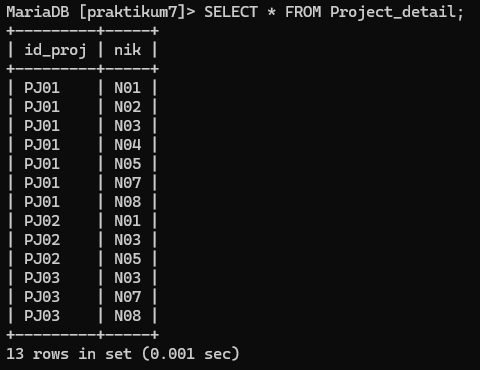 MariaDB [praktikum7]> SELECT * FROM Project_detail;
+---------+-----+
| id_proj | nik |
+---------+-----+
| PJ01    | N01 |
| PJ01    | N02 |
| PJ01    | N03 |
| PJ01    | N04 |
| PJ01    | N05 |
| PJ01    | N07 |
| PJ01    | N08 |
| PJ02    | N01 |
| PJ02    | N03 |
| PJ02    | N05 |
| PJ03    | N03 |
| PJ03    | N07 |
| PJ03    | N08 |
+---------+-----+
13 rows in set (0.001 sec)